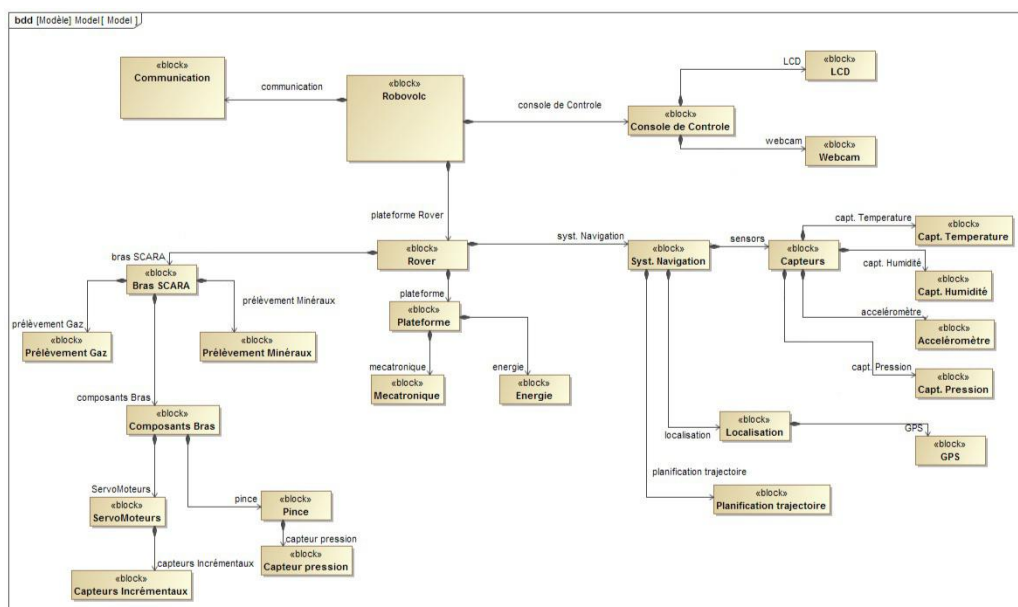 bdd [Modèle] Model [ Model ]
«block»
Communication
communication
«block»
Robovolc
console de Controle
«block»
Console de Controle
LCD
«block»
LCD
webcam
«block»
Webcam
plateforme Rover
«block»
Rover
syst. Navigation
«block»
Syst. Navigation
sensors
«block»
Capteurs
capt. Temperature
«block»
Capt. Temperature
capt. Humidité
«block»
Capt. Humidité
acceléromètre
«block»
Acceléromètre
capt. Pression
«block»
Capt. Pression
bras SCARA
«block»
Bras SCARA
prélèvement Gaz
«block»
Prélèvement Gaz
prélèvement Minéraux
«block»
Prélèvement Minéraux
plateforme
«block»
Plateforme
mecatronique
«block»
Mecatronique
energie
«block»
Energie
localisation
«block»
Localisation
GPS
«block»
GPS
planification trajectoire
«block»
Planification trajectoire
composants Bras
«block»
Composants Bras
ServoMoteurs
«block»
ServoMoteurs
pince
«block»
Pince
capteur pression
«block»
Capteur pression
capteurs Incrémentaux
«block»
Capteurs Incrémentaux